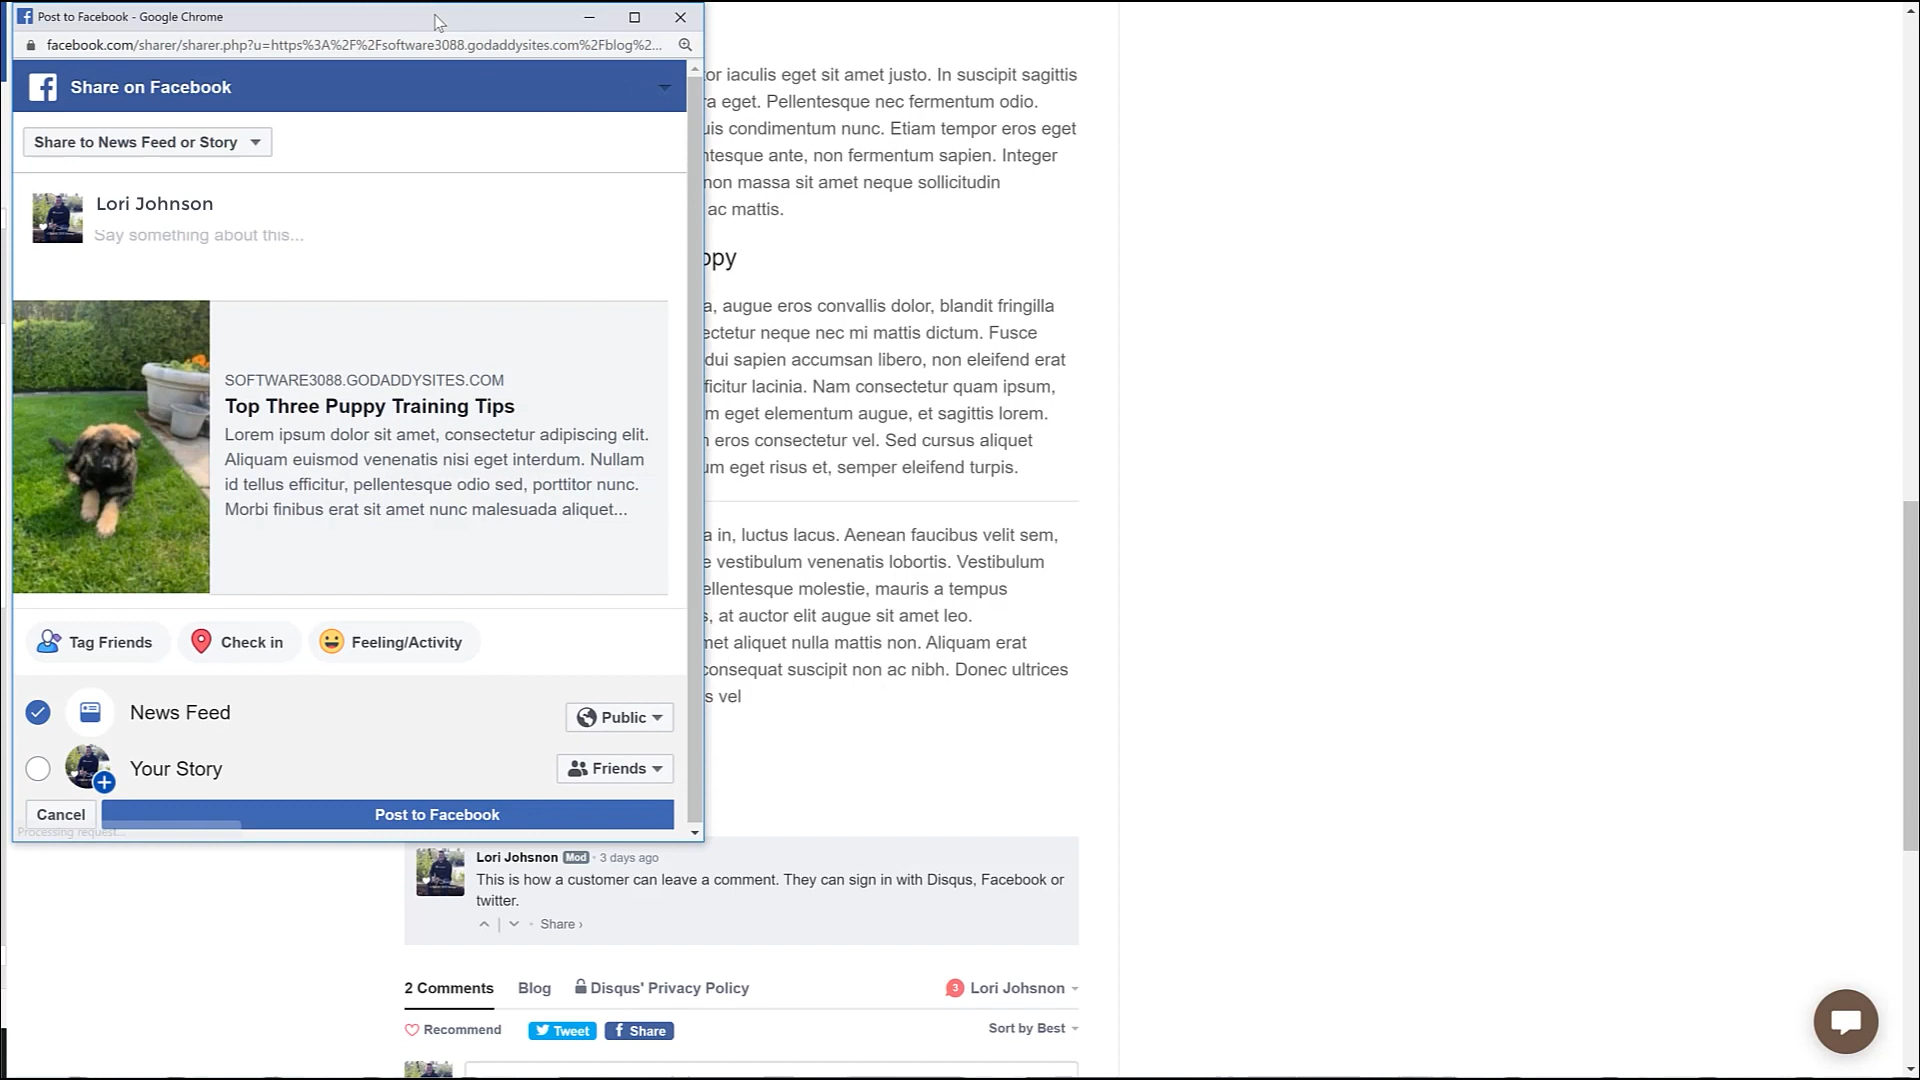 Post to Facebook - Google Chrome
facebook.com/sharer/sharer.php?u=https%3A%2F%2Fsoftware3088.godaddysites.com%2Fblog%2...
Share on Facebook
Share to News Feed or Story
Lori Johnson
Say something about this...
SOFTWARE3088.GODADDYSITES.COM
Top Three Puppy Training Tips
Lorem ipsum dolor sit amet, consectetur adipiscing elit.
Aliquam euismod venenatis nisi eget interdum. Nullam
id tellus efficitur, pellentesque odio sed, porttitor nunc.
Morbi finibus erat sit amet nunc malesuada aliquet...
Tag Friends
Check in
Feeling/Activity
News Feed
Public
Your Story
Friends
Cancel
Post to Facebook
Processing request...
or iaculis eget sit amet justo. In suscipit sagittis
ra eget. Pellentesque nec fermentum odio.
uis condimentum nunc. Etiam tempor eros eget
ntesque ante, non fermentum sapien. Integer
non massa sit amet neque sollicitudin
ac mattis.
ppy
a, augue eros convallis dolor, blandit fringilla
ectetur neque nec mi mattis dictum. Fusce
dui sapien accumsan libero, non eleifend erat
fficitur lacinia. Nam consectetur quam ipsum,
m eget elementum augue, et sagittis lorem.
n eros consectetur vel. Sed cursus aliquet
um eget risus et, semper eleifend turpis.
a in, luctus lacus. Aenean faucibus velit sem,
e vestibulum venenatis lobortis. Vestibulum
ellentesque molestie, mauris a tempus
s, at auctor elit augue sit amet leo.
met aliquet nulla mattis non. Aliquam erat
consequat suscipit non ac nibh. Donec ultrices
s vel
Lori Johsnon Mod · 3 days ago
This is how a customer can leave a comment. They can sign in with Disqus, Facebook or
twitter.
Share ›
2 Comments Blog Disqus' Privacy Policy 3 Lori Johsnon
Recommend Tweet Share Sort by Best